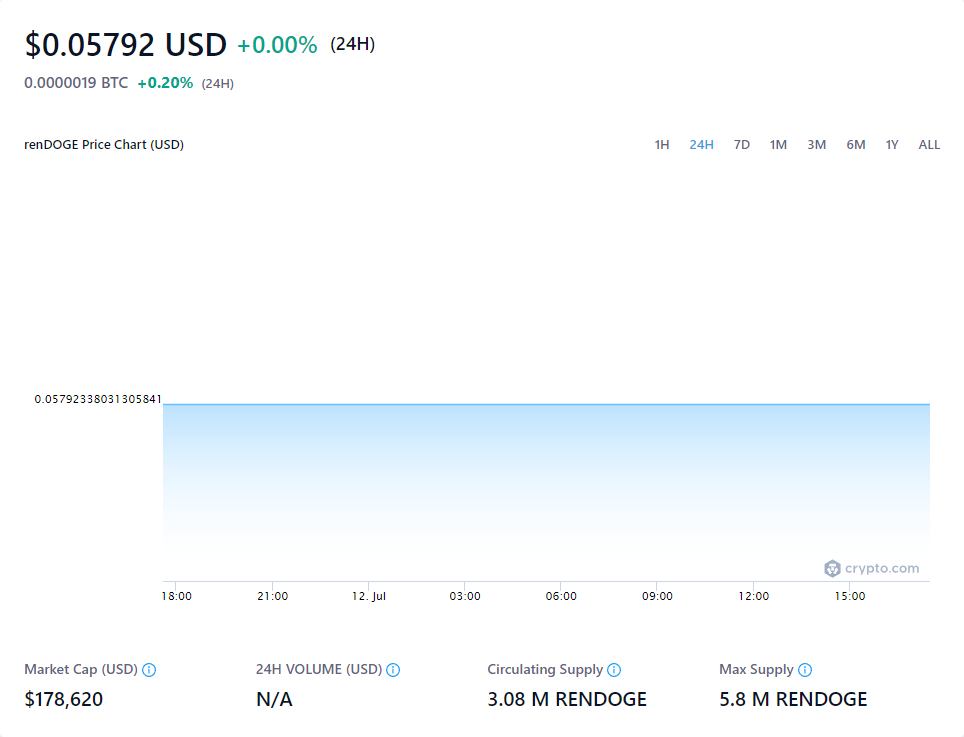 $0.05792 USD +0.00% (24H)
0.0000019 BTC +0.20% (24H)
renDOGE Price Chart (USD) 1H 24H 7D 1M 3M 6M 1Y ALL
0.05792338031305841
crypto.com
18:00 21:00 12. Jul 03:00 06:00 09:00 12:00 15:00
Market Cap (USD) 24H VOLUME (USD) Circulating Supply Max Supply
$178,620 N/A 3.08 M RENDOGE 5.8 M RENDOGE